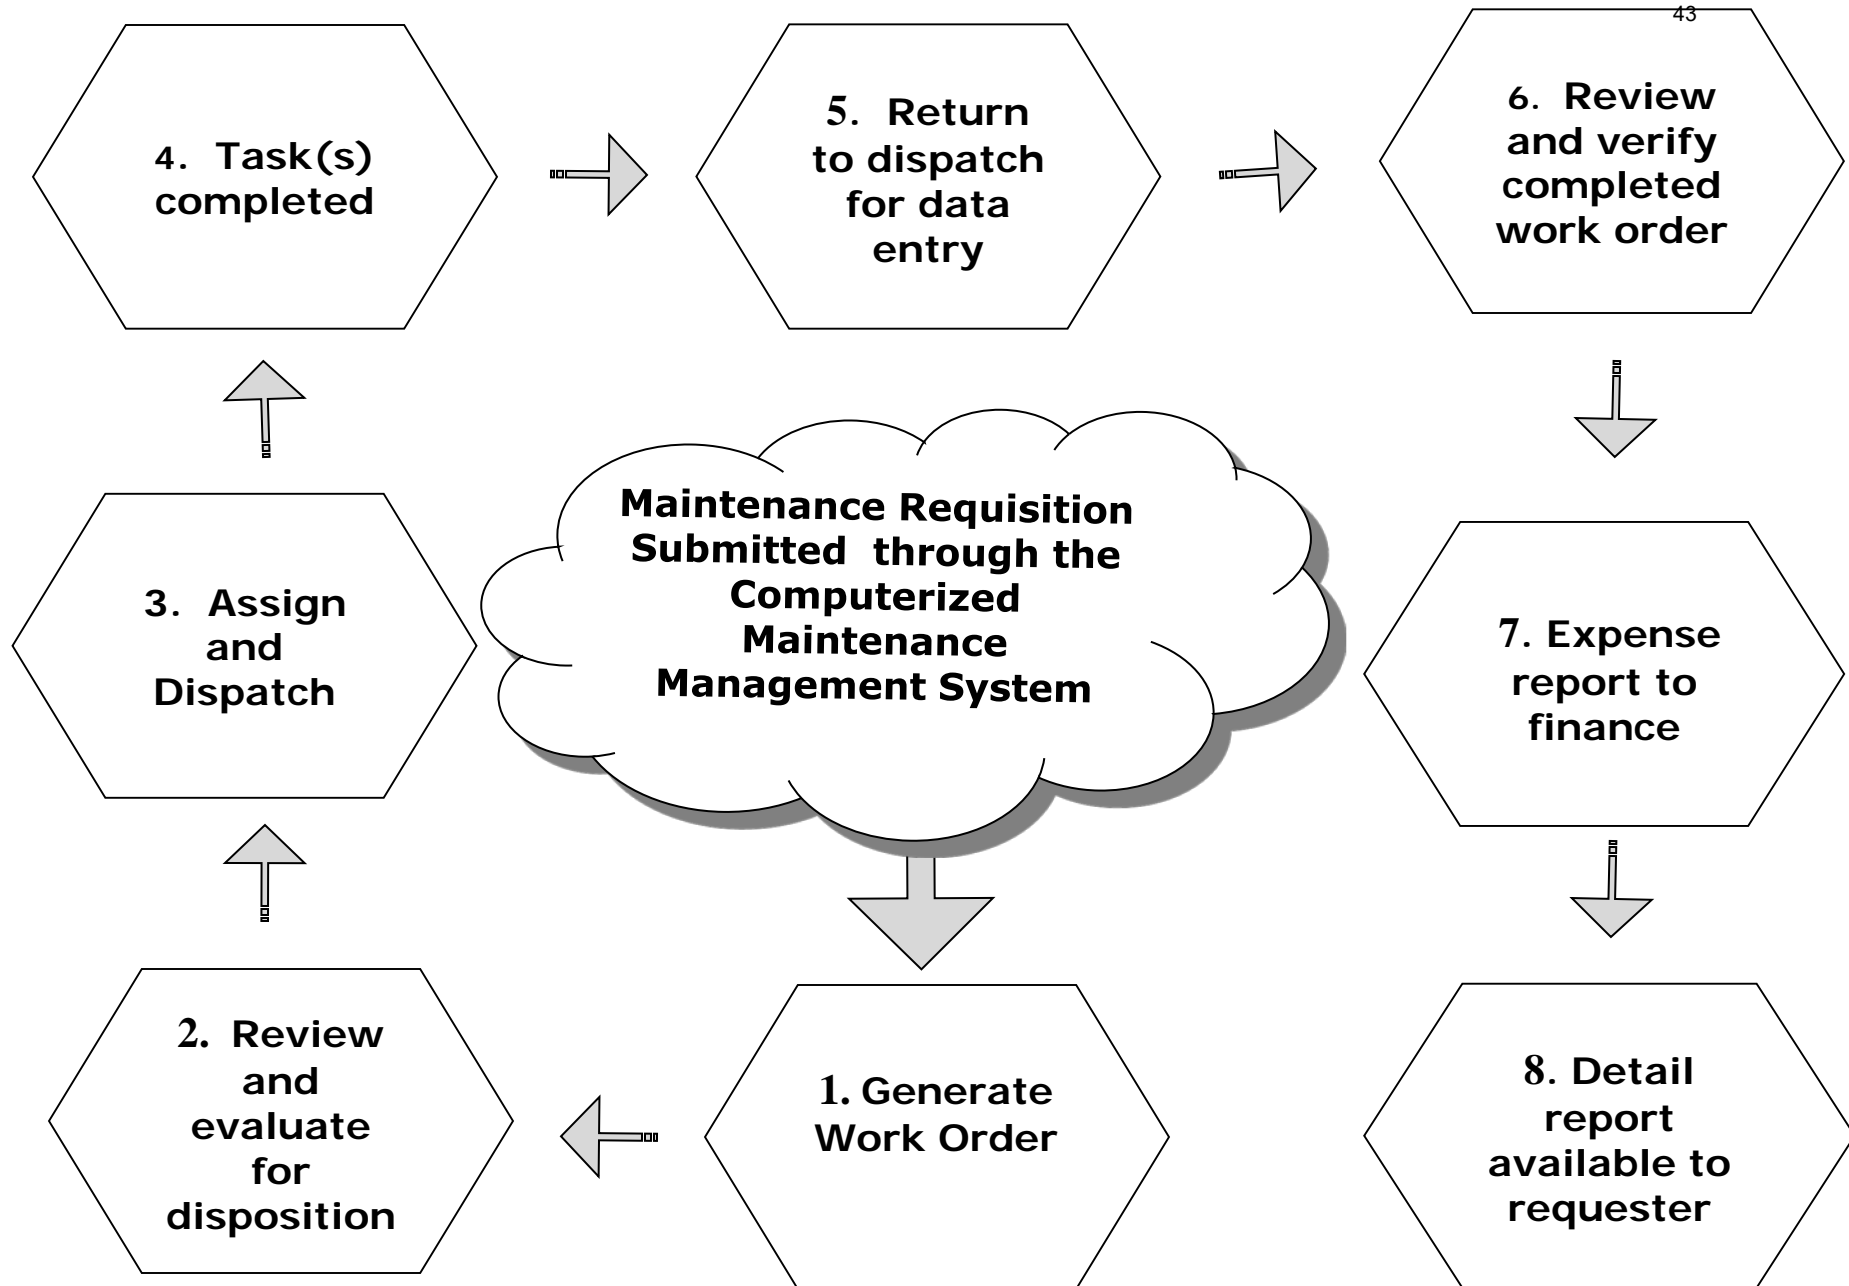 43
4. Task(s)
completed
5. Return
to dispatch
for data
entry
6. Review
and verify
completed
work order
Maintenance Requisition
Submitted through the
Computerized
Maintenance
Management System
3. Assign
and
Dispatch
7. Expense
report to
finance
2. Review
and
evaluate
for
disposition
1. Generate
Work Order
8. Detail
report
available to
requester